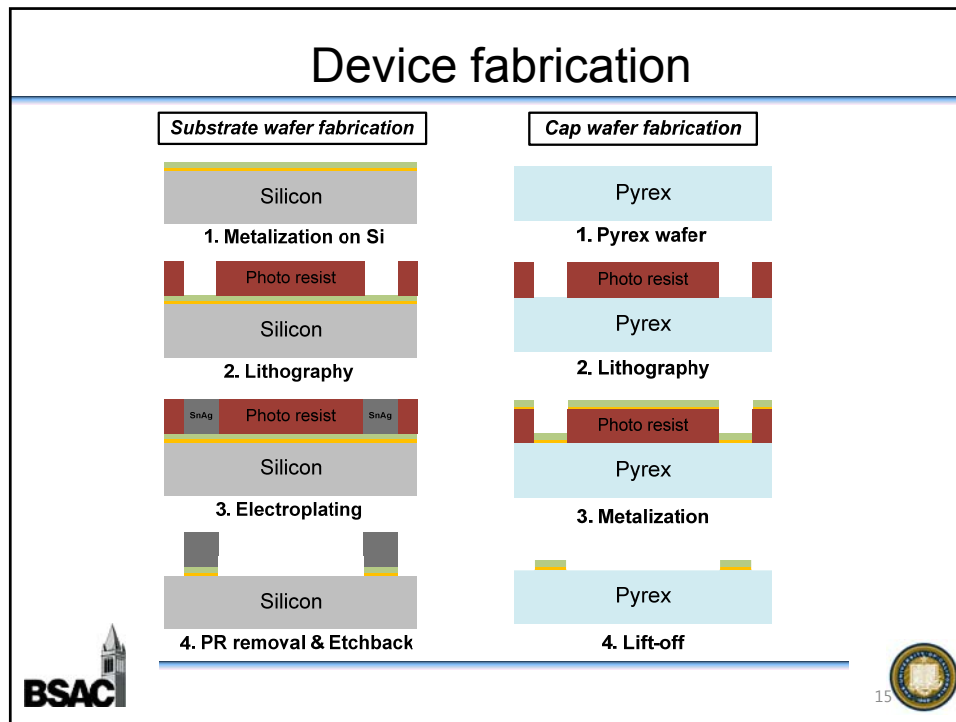 Device fabrication
Substrate wafer fabrication
Silicon
1. Metalization on Si
Photo resist
Silicon
2. Lithography
SnAg Photo resist SnAg
Silicon
3. Electroplating
Silicon
4. PR removal & Etchback
Cap wafer fabrication
Pyrex
1. Pyrex wafer
Photo resist
Pyrex
2. Lithography
Photo resist
Pyrex
3. Metalization
Pyrex
4. Lift-off
BSAC
15